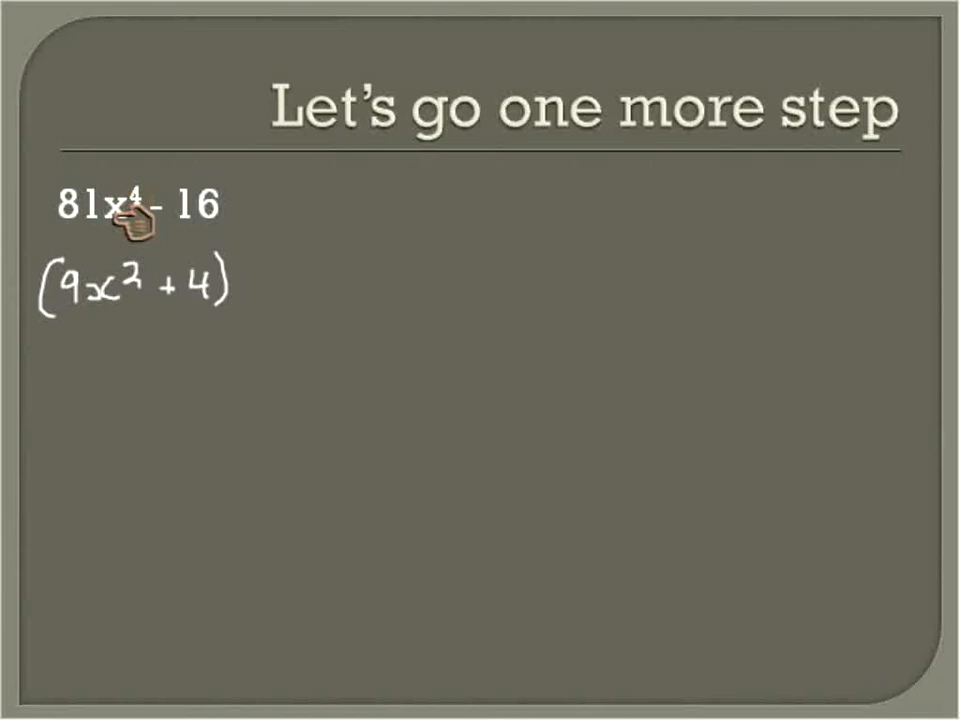 Let's go one more step
81x⁴ - 16
(9x² + 4)